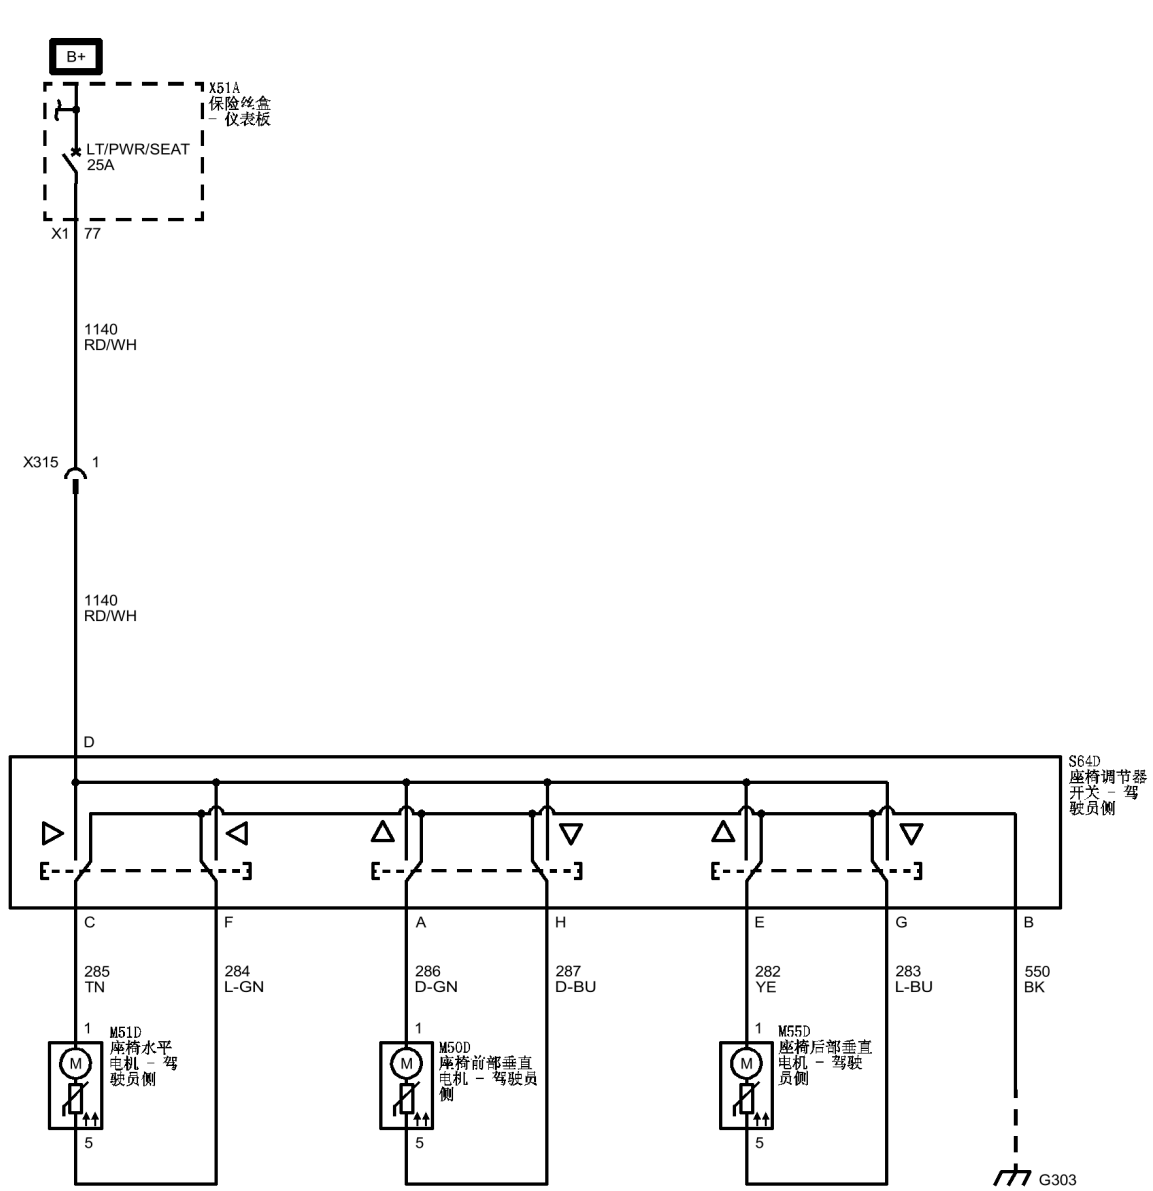 B+
X51A
保险丝盒
- 仪表板
LT/PWR/SEAT
25A
X1 77
1140
RD/WH
X315 1
1140
RD/WH
D
S64D
座椅调节器
开关 - 驾
驶员侧
C F A H E G B
285
TN
284
L-GN
286
D-GN
287
D-BU
282
YE
283
L-BU
550
BK
1
M51D
座椅水平
电机 - 驾
驶员侧
M
5
1
M50D
座椅前部垂直
电机 - 驾驶员
侧
M
5
1
M55D
座椅后部垂直
电机 - 驾驶
员侧
M
5
G303